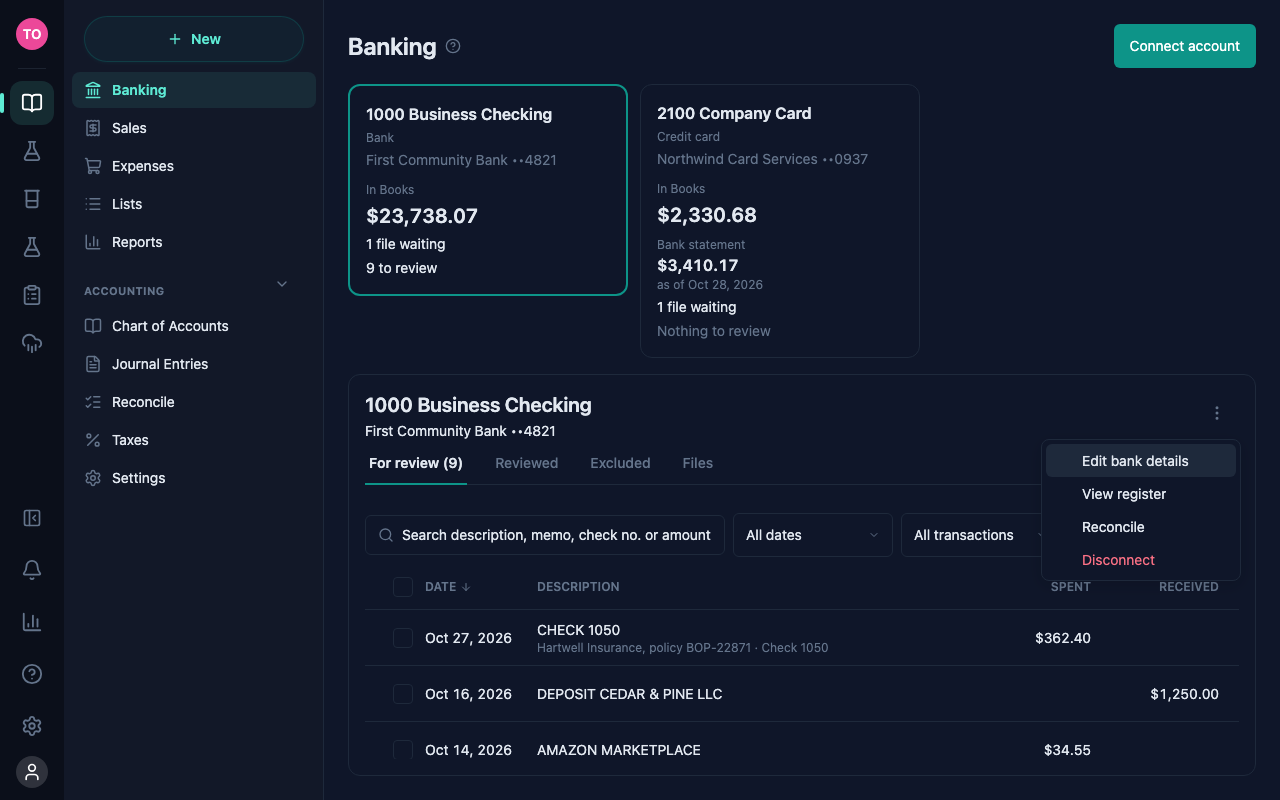 TO
New
Banking
Sales
Expenses
Lists
Reports
ACCOUNTING
Chart of Accounts
Journal Entries
Reconcile
Taxes
Settings
Banking
Connect account
1000 Business Checking
Bank
First Community Bank ••4821
In Books
$23,738.07
1 file waiting
9 to review
2100 Company Card
Credit card
Northwind Card Services ••0937
In Books
$2,330.68
Bank statement
$3,410.17
as of Oct 28, 2026
1 file waiting
Nothing to review
1000 Business Checking
First Community Bank ••4821
For review (9) Reviewed Excluded Files
Edit bank details
View register
Reconcile
Disconnect
Search description, memo, check no. or amount All dates All transactions
DATE DESCRIPTION SPENT RECEIVED
Oct 27, 2026 CHECK 1050 $362.40
Hartwell Insurance, policy BOP-22871 · Check 1050
Oct 16, 2026 DEPOSIT CEDAR & PINE LLC $1,250.00
Oct 14, 2026 AMAZON MARKETPLACE $34.55